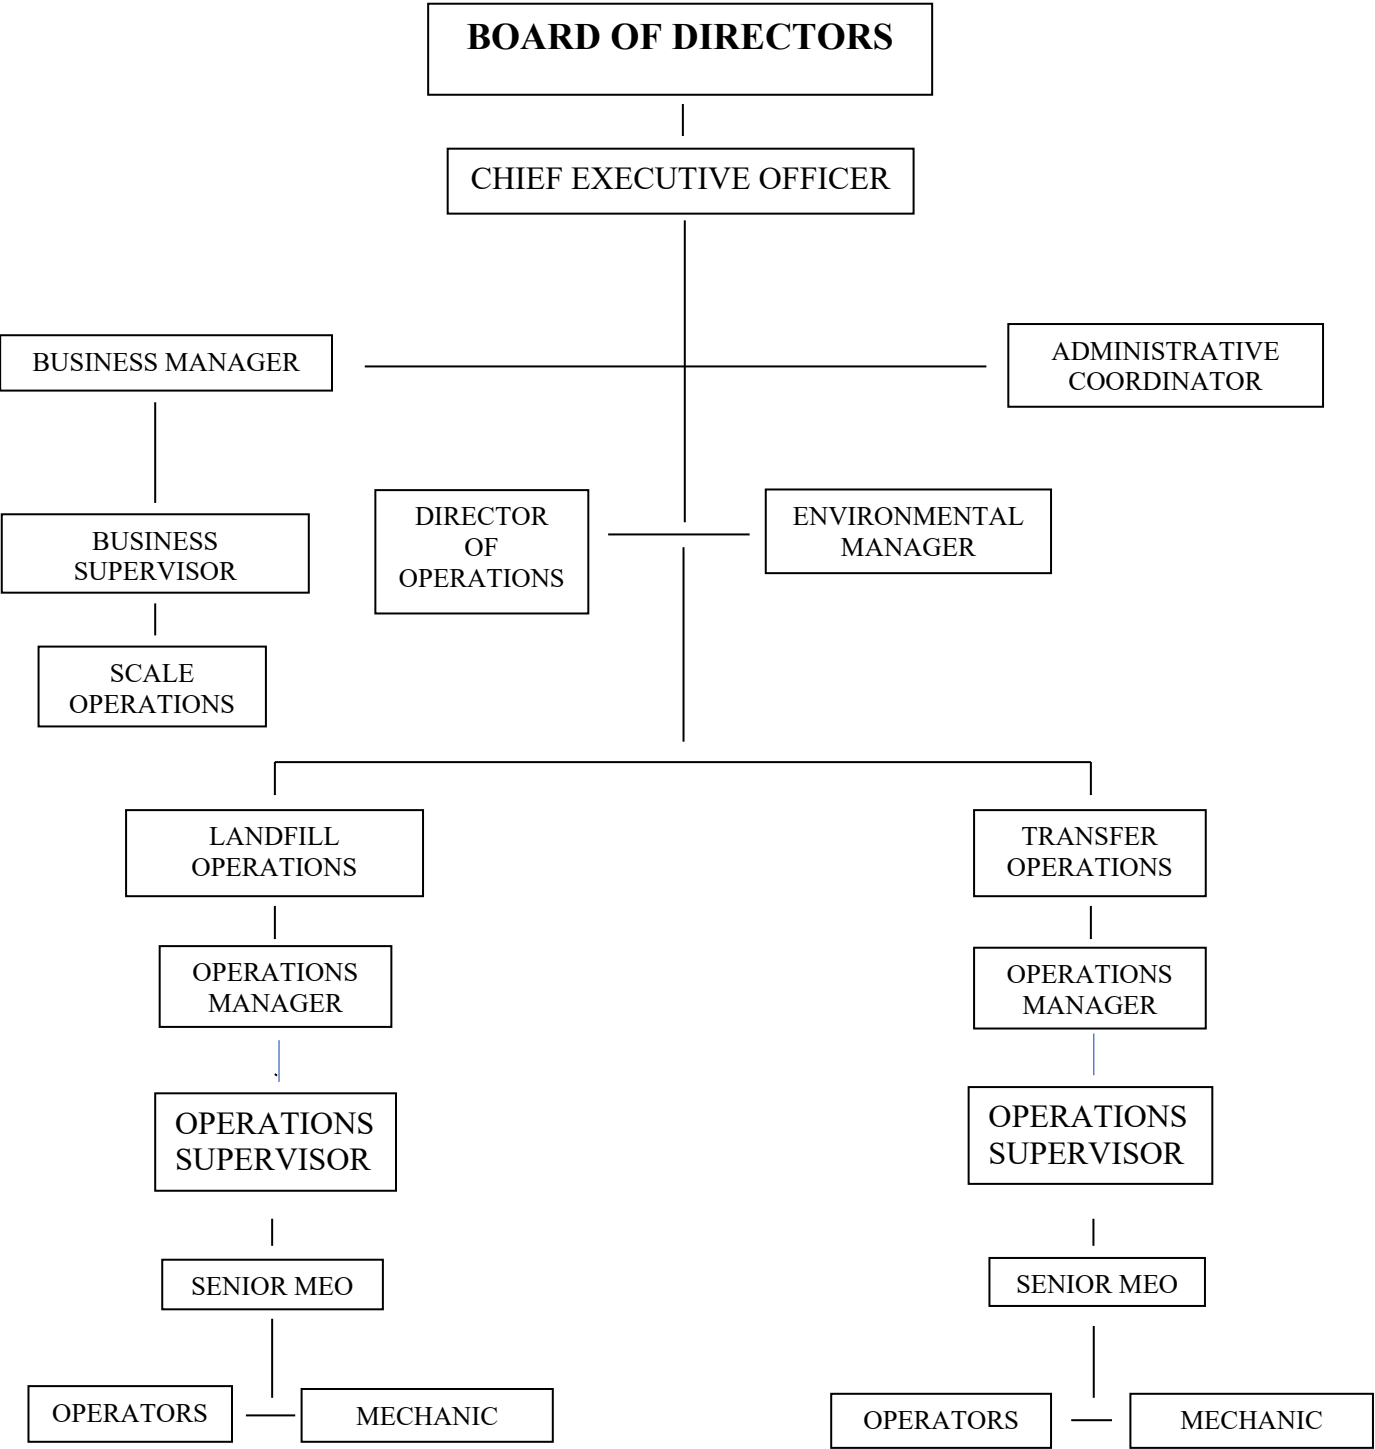 BOARD OF DIRECTORS
CHIEF EXECUTIVE OFFICER
BUSINESS MANAGER
ADMINISTRATIVE
COORDINATOR
DIRECTOR
OF
OPERATIONS
ENVIRONMENTAL
MANAGER
BUSINESS
SUPERVISOR
SCALE
OPERATIONS
LANDFILL
OPERATIONS
TRANSFER
OPERATIONS
OPERATIONS
MANAGER
OPERATIONS
MANAGER
OPERATIONS
SUPERVISOR
OPERATIONS
SUPERVISOR
SENIOR MEO
SENIOR MEO
OPERATORS
MECHANIC
OPERATORS
MECHANIC